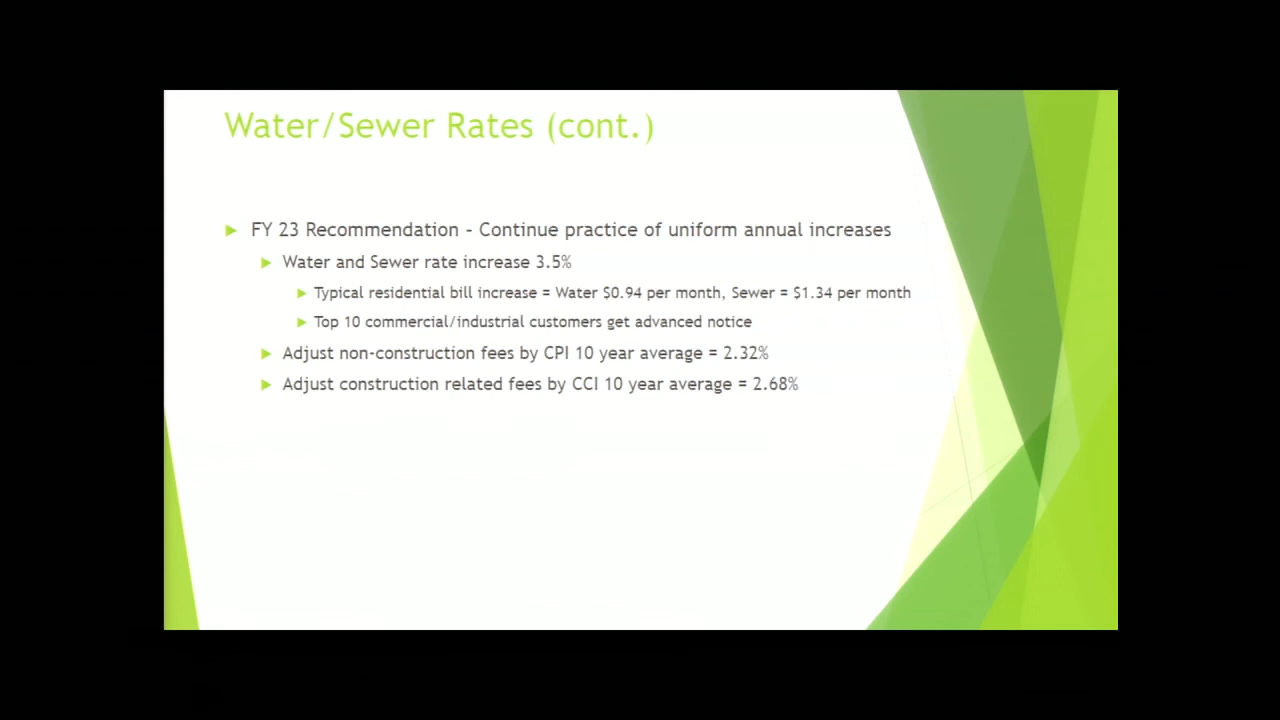 Water/Sewer Rates (cont.)
FY 23 Recommendation - Continue practice of uniform annual increases
Water and Sewer rate increase 3.5%
Typical residential bill increase = Water $0.94 per month, Sewer = $1.34 per month
Top 10 commercial/industrial customers get advanced notice
Adjust non-construction fees by CPI 10 year average = 2.32%
Adjust construction related fees by CCI 10 year average = 2.68%